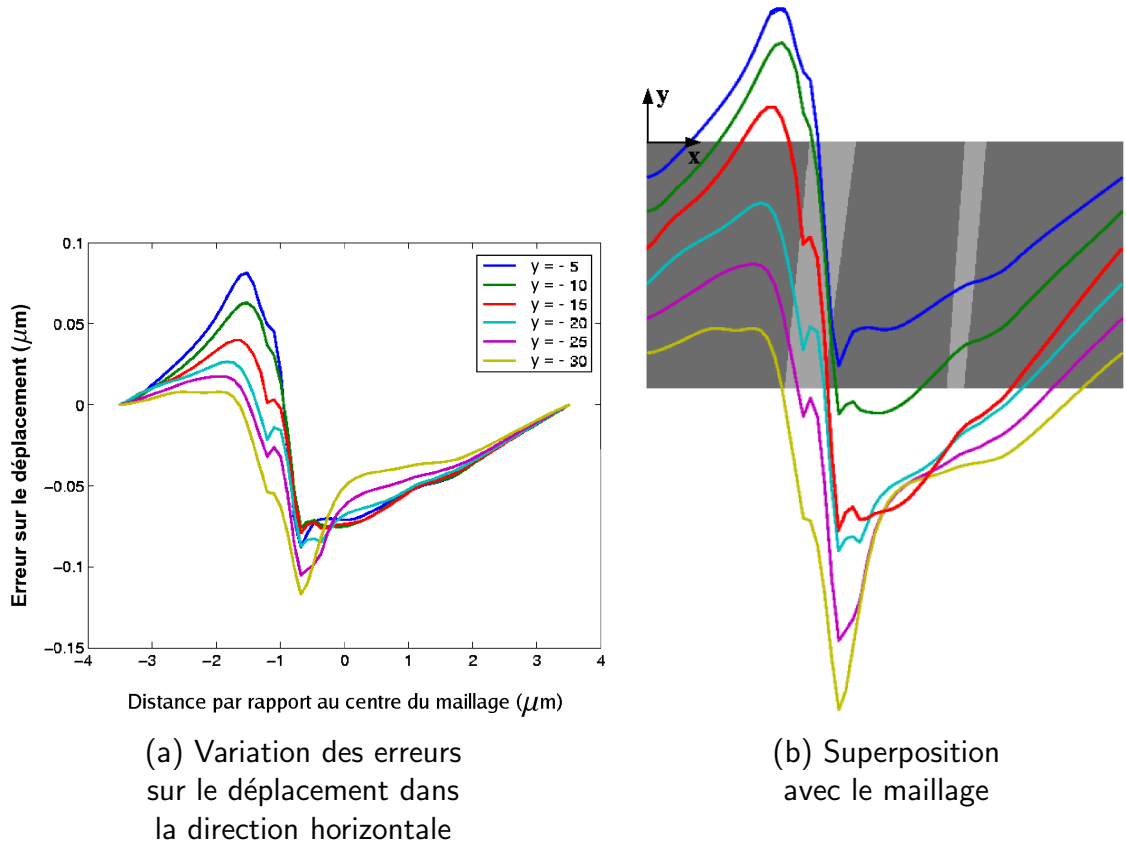 y
x
0.1
0.05
0
−0.05
−0.1
−0.15
−4
−3
−2
−1
0
1
2
3
4
y = - 5
y = - 10
y = - 15
y = - 20
y = - 25
y = - 30
Erreur sur le déplacement (μm)
Distance par rapport au centre du maillage (μm)
(a) Variation des erreurs
sur le déplacement dans
la direction horizontale
(b) Superposition
avec le maillage